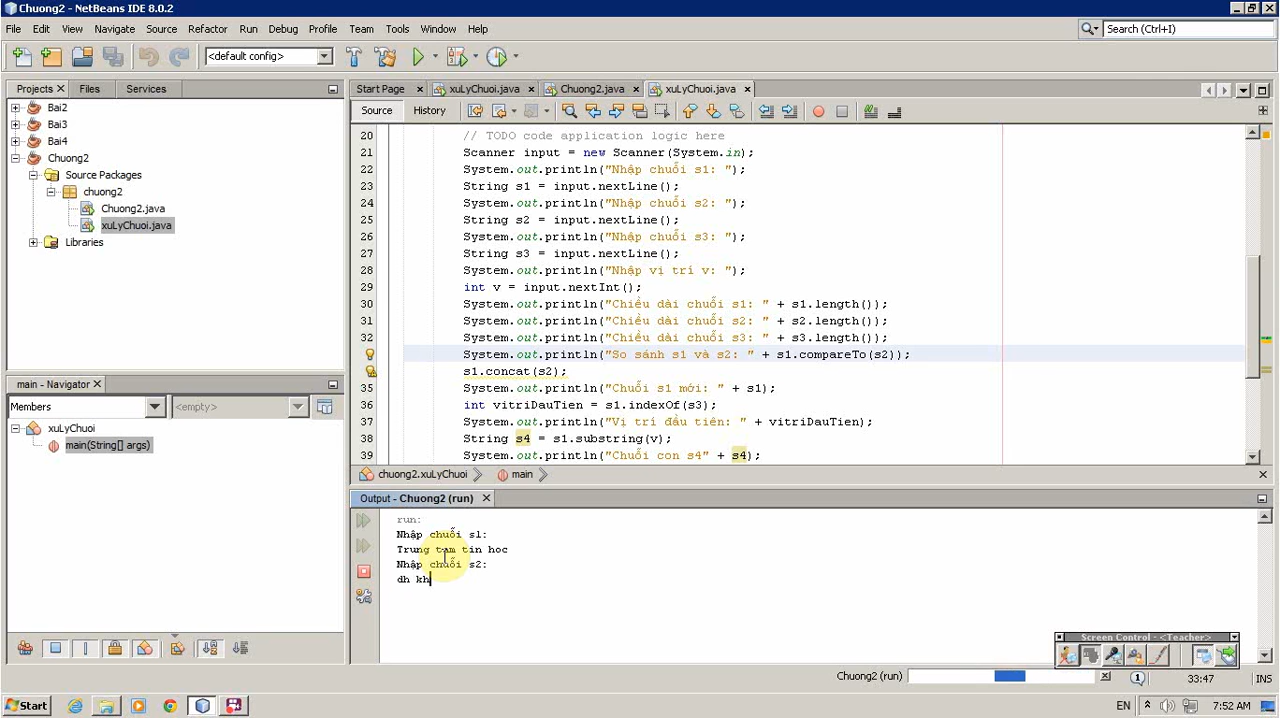 Chuong2 - NetBeans IDE 8.0.2
File Edit View Navigate Source Refactor Run Debug Profile Team Tools Window Help
Search (Ctrl+I)
<default config>
Projects Files Services
Bai2
Bai3
Bai4
Chuong2
Source Packages
chuong2
Chuong2.java
xuLyChuoi.java
Libraries
main - Navigator
Members <empty>
xuLyChuoi
main(String[] args)
Start Page xuLyChuoi.java Chuong2.java xuLyChuoi.java
Source History
20 // TODO code application logic here
21 Scanner input = new Scanner(System.in);
22 System.out.println("Nhập chuỗi s1: ");
23 String s1 = input.nextLine();
24 System.out.println("Nhập chuỗi s2: ");
25 String s2 = input.nextLine();
26 System.out.println("Nhập chuỗi s3: ");
27 String s3 = input.nextLine();
28 System.out.println("Nhập vị trí v: ");
29 int v = input.nextInt();
30 System.out.println("Chiều dài chuỗi s1: " + s1.length());
31 System.out.println("Chiều dài chuỗi s2: " + s2.length());
32 System.out.println("Chiều dài chuỗi s3: " + s3.length());
System.out.println("So sánh s1 và s2: " + s1.compareTo(s2));
s1.concat(s2);
35 System.out.println("Chuỗi s1 mới: " + s1);
36 int vitriDauTien = s1.indexOf(s3);
37 System.out.println("Vị trí đầu tiên: " + vitriDauTien);
38 String s4 = s1.substring(v);
39 System.out.println("Chuỗi con s4" + s4);
chuong2.xuLyChuoi main
Output - Chuong2 (run)
run:
Nhập chuỗi s1:
Trung tam tin hoc
Nhập chuỗi s2:
dh kh
Screen Control - <Teacher>
Chuong2 (run) 1 33:47 INS
Start EN 7:52 AM